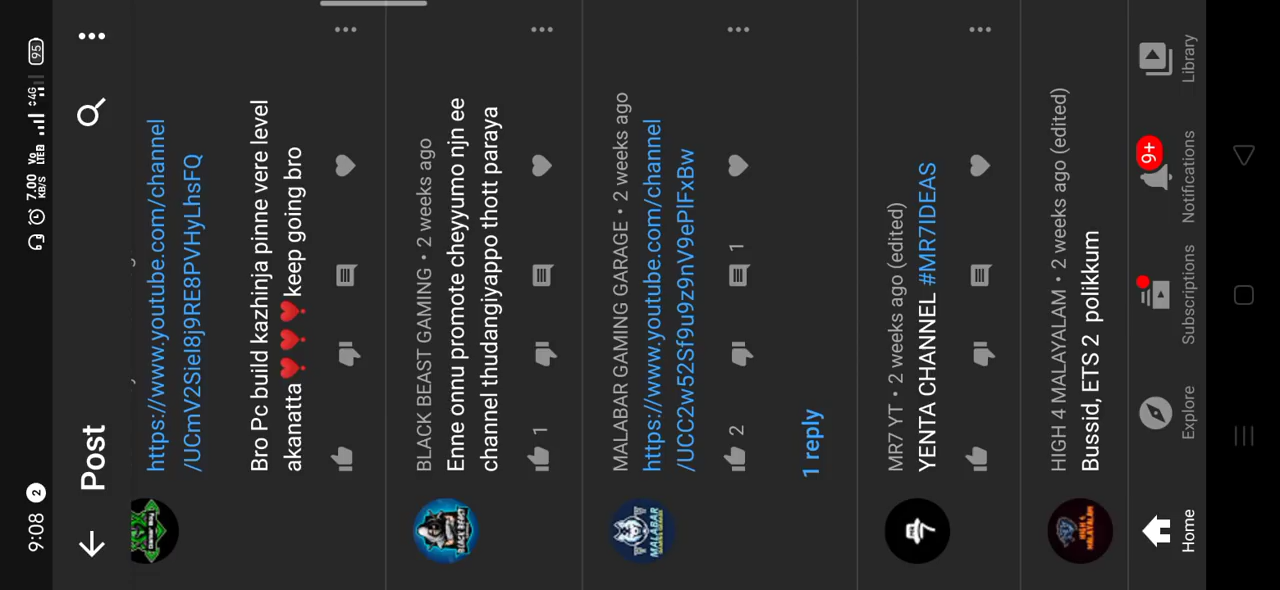 9:08 2 7.00 KB/S Vo LTE2 4G 95
Post
https://www.youtube.com/channel
/UCmV2Siel8j9RE8PVHyLhsFQ
Bro Pc build kazhinja pinne vere level
akanatta ❣️❣️❣️ keep going bro
BLACK BEAST GAMING • 2 weeks ago
Enne onnu promote cheyyumo njn ee
channel thudangiyappo thott paraya
1
MALABAR GAMING GARAGE • 2 weeks ago
https://www.youtube.com/channel
/UCC2w52Sf9u9z9nV9ePlFxBw
2 1
1 reply
MR7 YT • 2 weeks ago (edited)
YENTA CHANNEL #MR7IDEAS
HIGH 4 MALAYALAM • 2 weeks ago (edited)
Bussid, ETS 2 polikkum
9+
Home Explore Subscriptions Notifications Library